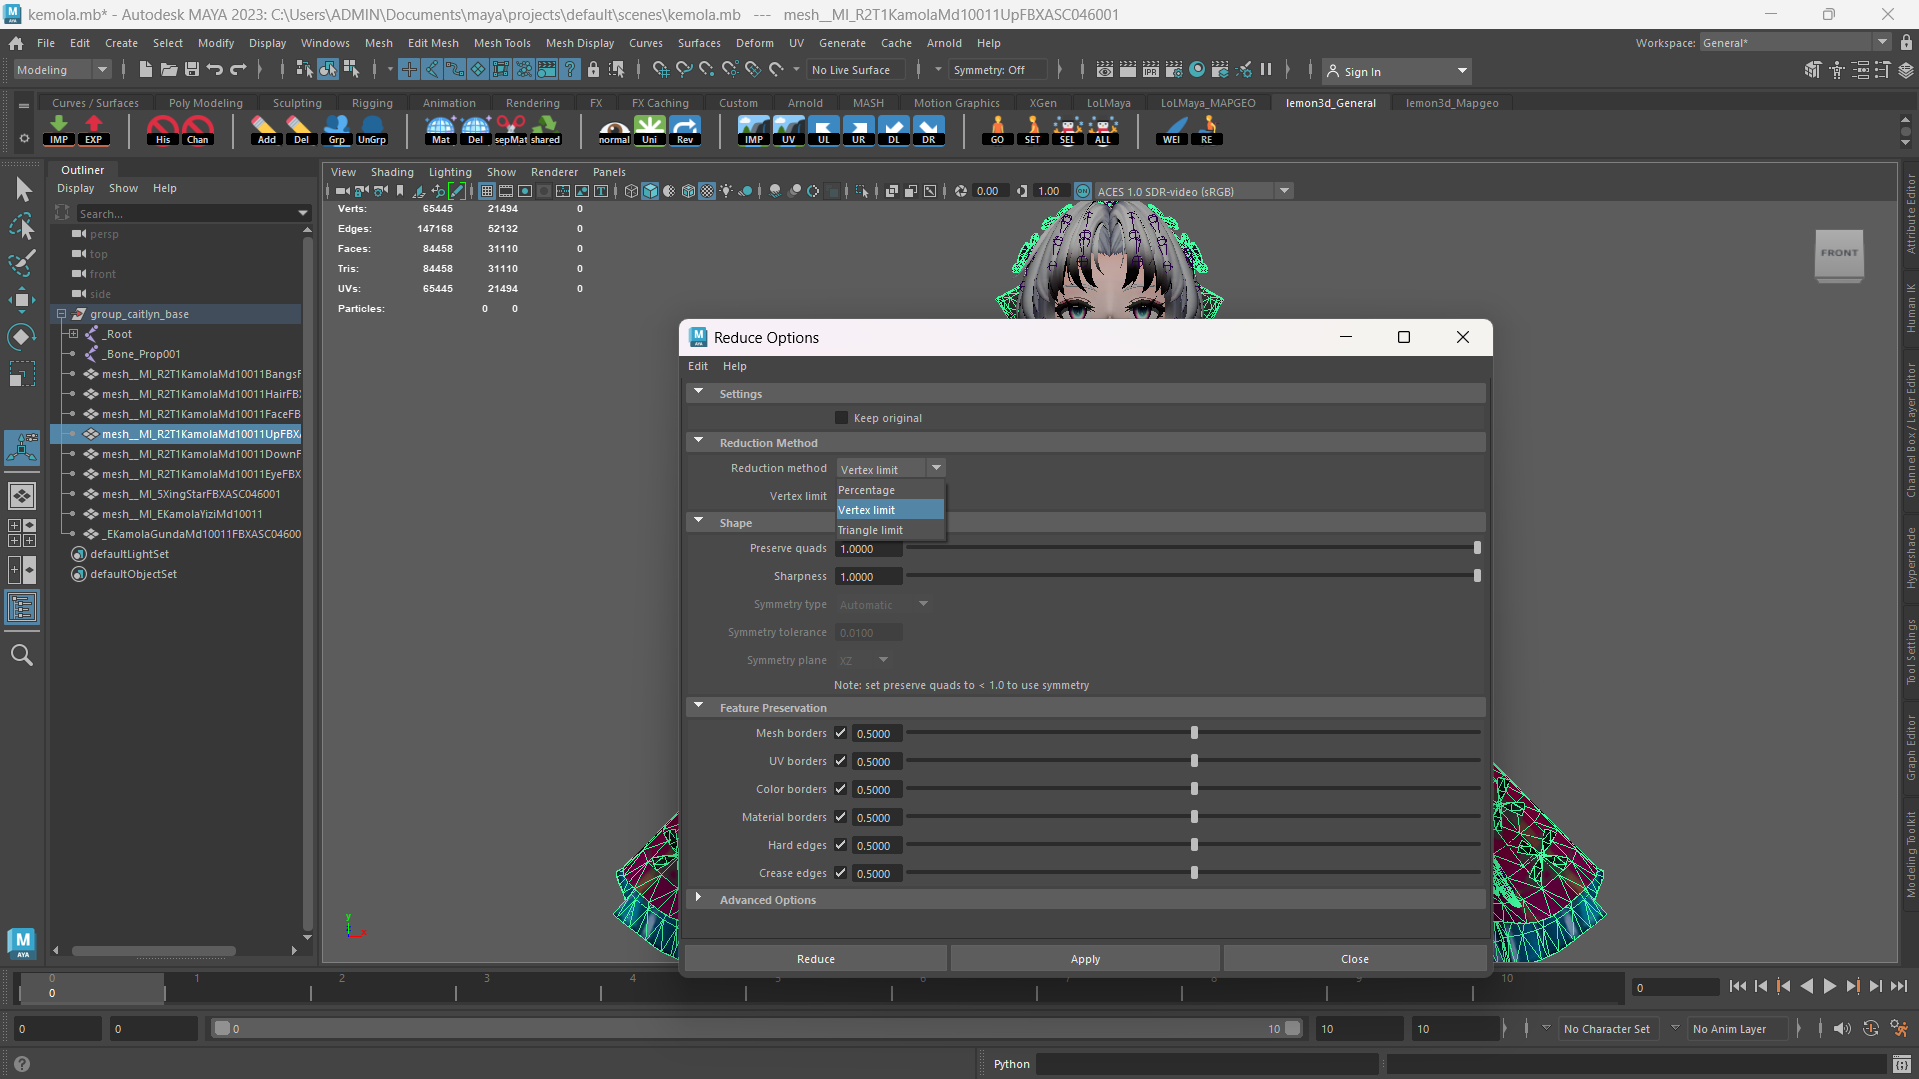 kemola.mb* - Autodesk MAYA 2023: C:\Users\ADMIN\Documents\maya\projects\default\scenes\kemola.mb --- mesh__MI_R2T1KamolaMd10011UpFBXASC046001
File Edit Create Select Modify Display Windows Mesh Edit Mesh Mesh Tools Mesh Display Curves Surfaces Deform UV Generate Cache Arnold Help Workspace: General*
Modeling No Live Surface Symmetry: Off Sign In
Curves / Surfaces Poly Modeling Sculpting Rigging Animation Rendering FX FX Caching Custom Arnold MASH Motion Graphics XGen LoLMaya LoLMaya_MAPGEO lemon3d_General lemon3d_Mapgeo
IMP EXP His Chan Add Del Grp UnGrp Mat Del sepMat shared normal Uni Rev IMP UV UL UR DL DR GO SET SEL ALL WEI RE
Outliner
Display Show Help
Search...
persp
top
front
side
group_caitlyn_base
_Root
_Bone_Prop001
mesh__MI_R2T1KamolaMd10011BangsF
mesh__MI_R2T1KamolaMd10011HairFB
mesh__MI_R2T1KamolaMd10011FaceFB
mesh__MI_R2T1KamolaMd10011UpFBX
mesh__MI_R2T1KamolaMd10011DownF
mesh__MI_R2T1KamolaMd10011EyeFBX
mesh__MI_5XingStarFBXASC046001
mesh__MI_EKamolaYiziMd10011
_EKamolaGundaMd10011FBXASC04600
defaultLightSet
defaultObjectSet
View Shading Lighting Show Renderer Panels
0.00 1.00 ACES 1.0 SDR-video (sRGB)
Verts: 65445 21494 0
Edges: 147168 52132 0
Faces: 84458 31110 0
Tris: 84458 31110 0
UVs: 65445 21494 0
Particles: 0 0
FRONT
Reduce Options
Edit Help
Settings
Keep original
Reduction Method
Reduction method Vertex limit
Percentage
Vertex limit
Vertex limit
Triangle limit
Shape
Preserve quads 1.0000
Sharpness 1.0000
Symmetry type Automatic
Symmetry tolerance 0.0100
Symmetry plane XZ
Note: set preserve quads to < 1.0 to use symmetry
Feature Preservation
Mesh borders 0.5000
UV borders 0.5000
Color borders 0.5000
Material borders 0.5000
Hard edges 0.5000
Crease edges 0.5000
Advanced Options
Reduce Apply Close
Attribute Editor
Human IK
Channel Box / Layer Editor
Hypershade
Tool Settings
Graph Editor
Modeling Toolkit
y
x
M
AYA
0 1 2 3 4 5 6 7 8 9 10
0 0
0 0 0 10 10 10 No Character Set No Anim Layer
Python